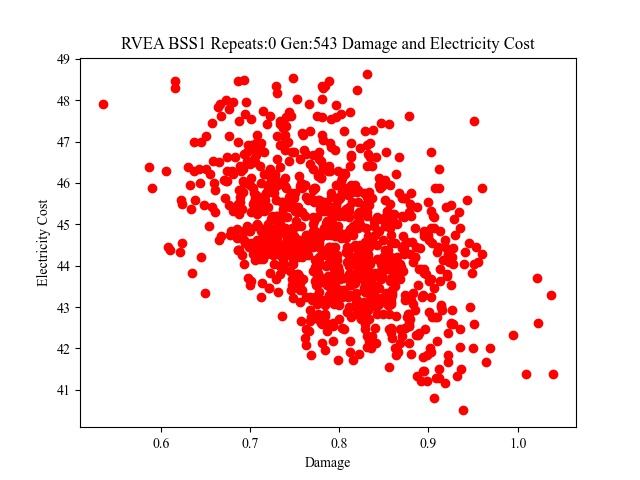 RVEA BSS1 Repeats:0 Gen:543 Damage and Electricity Cost
49
48
47
46
45
44
43
42
41
Electricity Cost
0.6 0.7 0.8 0.9 1.0
Damage